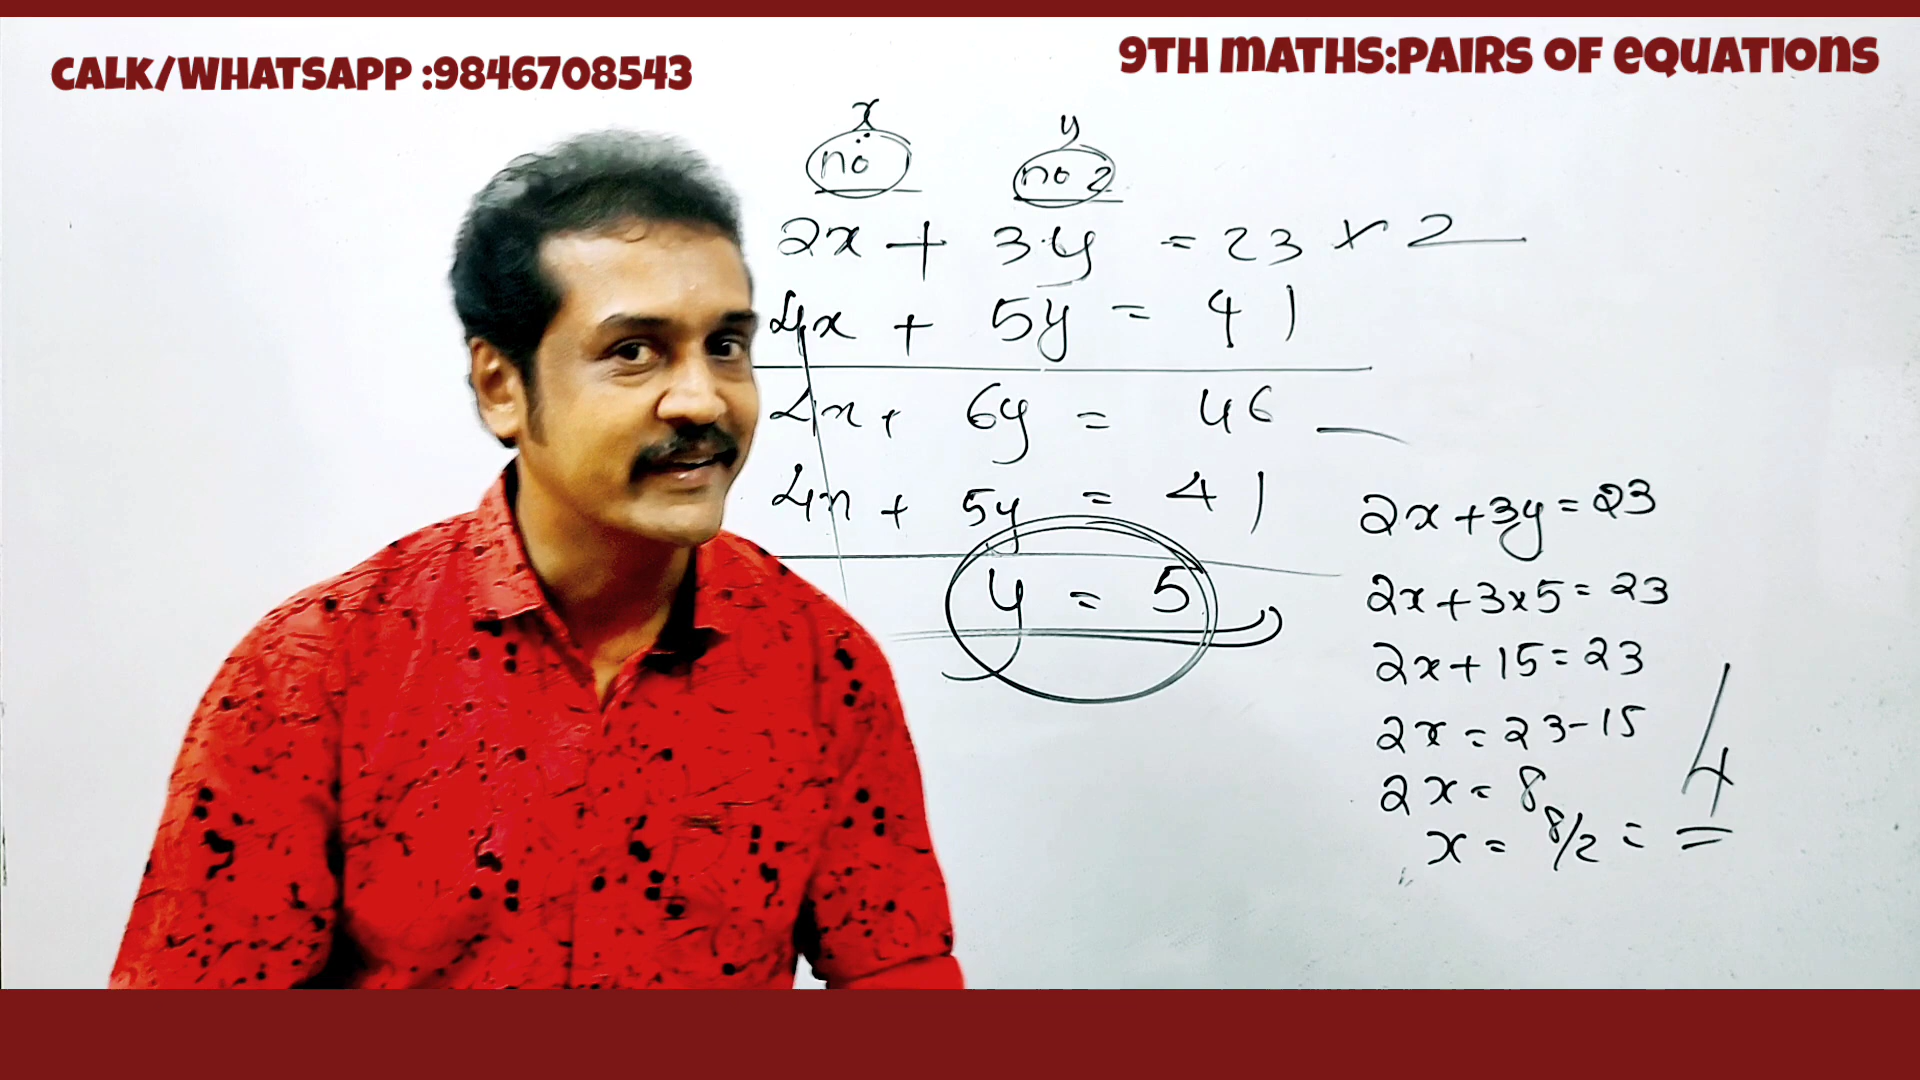 CALK/WHATSAPP :9846708543
9TH MATHS:PAIRS OF EQUATIONS
x y
no 1 no 2
2x + 3y = 23 × 2
4x + 5y = 41
4x + 6y = 46
4x + 5y = 41
y = 5
2x + 3y = 23
2x + 3x5 = 23
2x + 15 = 23
2x = 23-15
2x = 8
x = 8/2 = 4